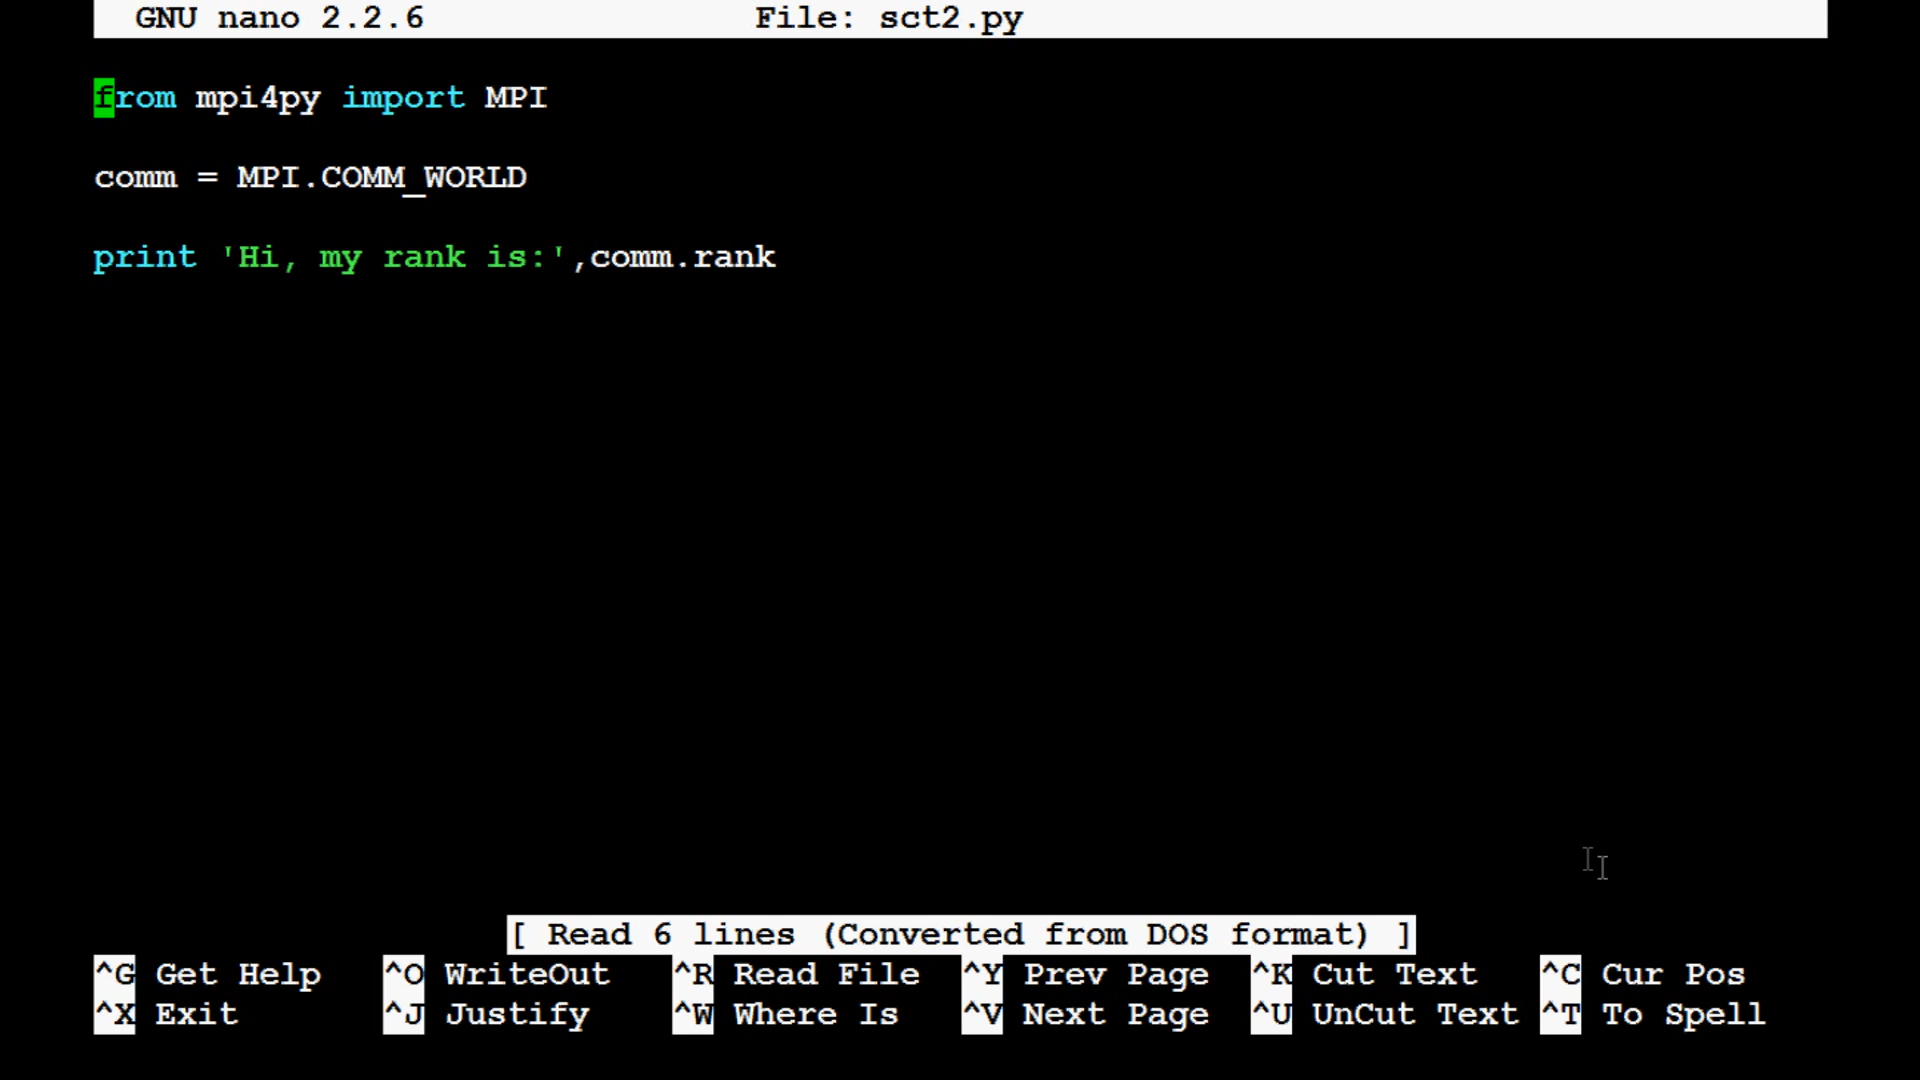 GNU nano 2.2.6 File: sct2.py
from mpi4py import MPI
comm = MPI.COMM_WORLD
print 'Hi, my rank is:',comm.rank
[ Read 6 lines (Converted from DOS format) ]
^G Get Help ^O WriteOut ^R Read File ^Y Prev Page ^K Cut Text ^C Cur Pos
^X Exit ^J Justify ^W Where Is ^V Next Page ^U UnCut Text ^T To Spell